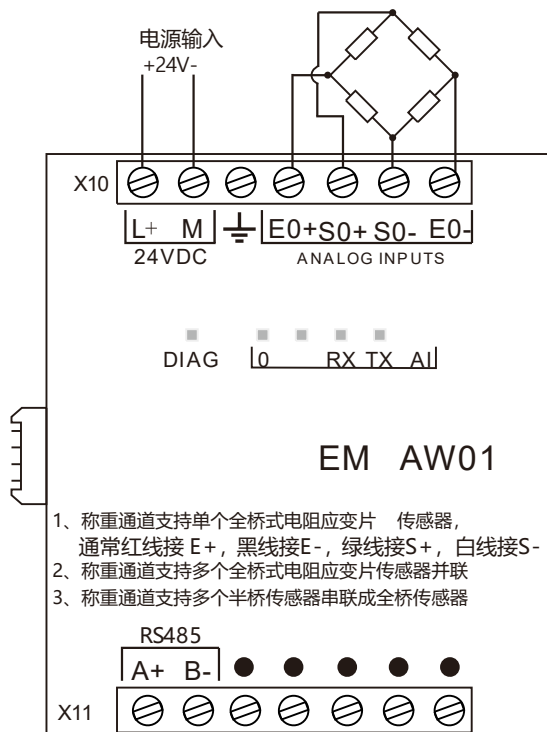 电源输入
+24V-
X10
L+ M E0+ S0+ S0- E0-
24VDC ANALOG INPUTS
DIAG 0 RX TX AI
EM AW01
1、称重通道支持单个全桥式电阻应变片 传感器，
通常红线接 E+，黑线接E-，绿线接S+，白线接S-
2、称重通道支持多个全桥式电阻应变片传感器并联
3、称重通道支持多个半桥传感器串联成全桥传感器
RS485
A+ B-
X11